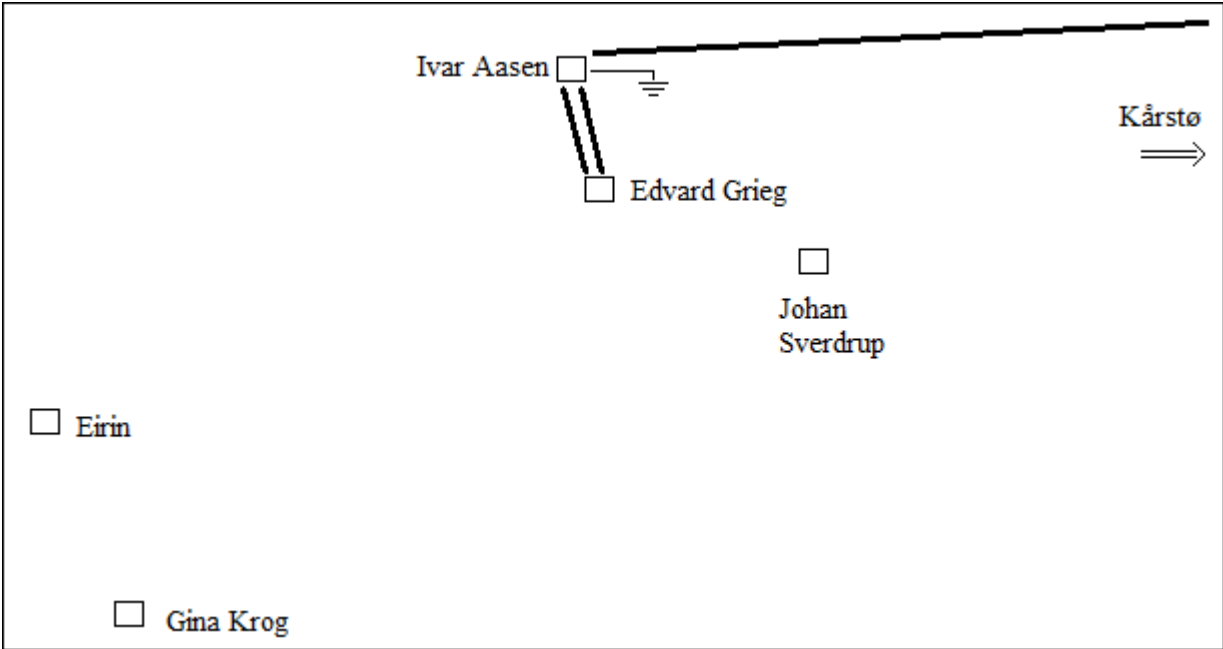 Ivar Aasen
Kårstø
Edvard Grieg
Johan
Sverdrup
Eirin
Gina Krog